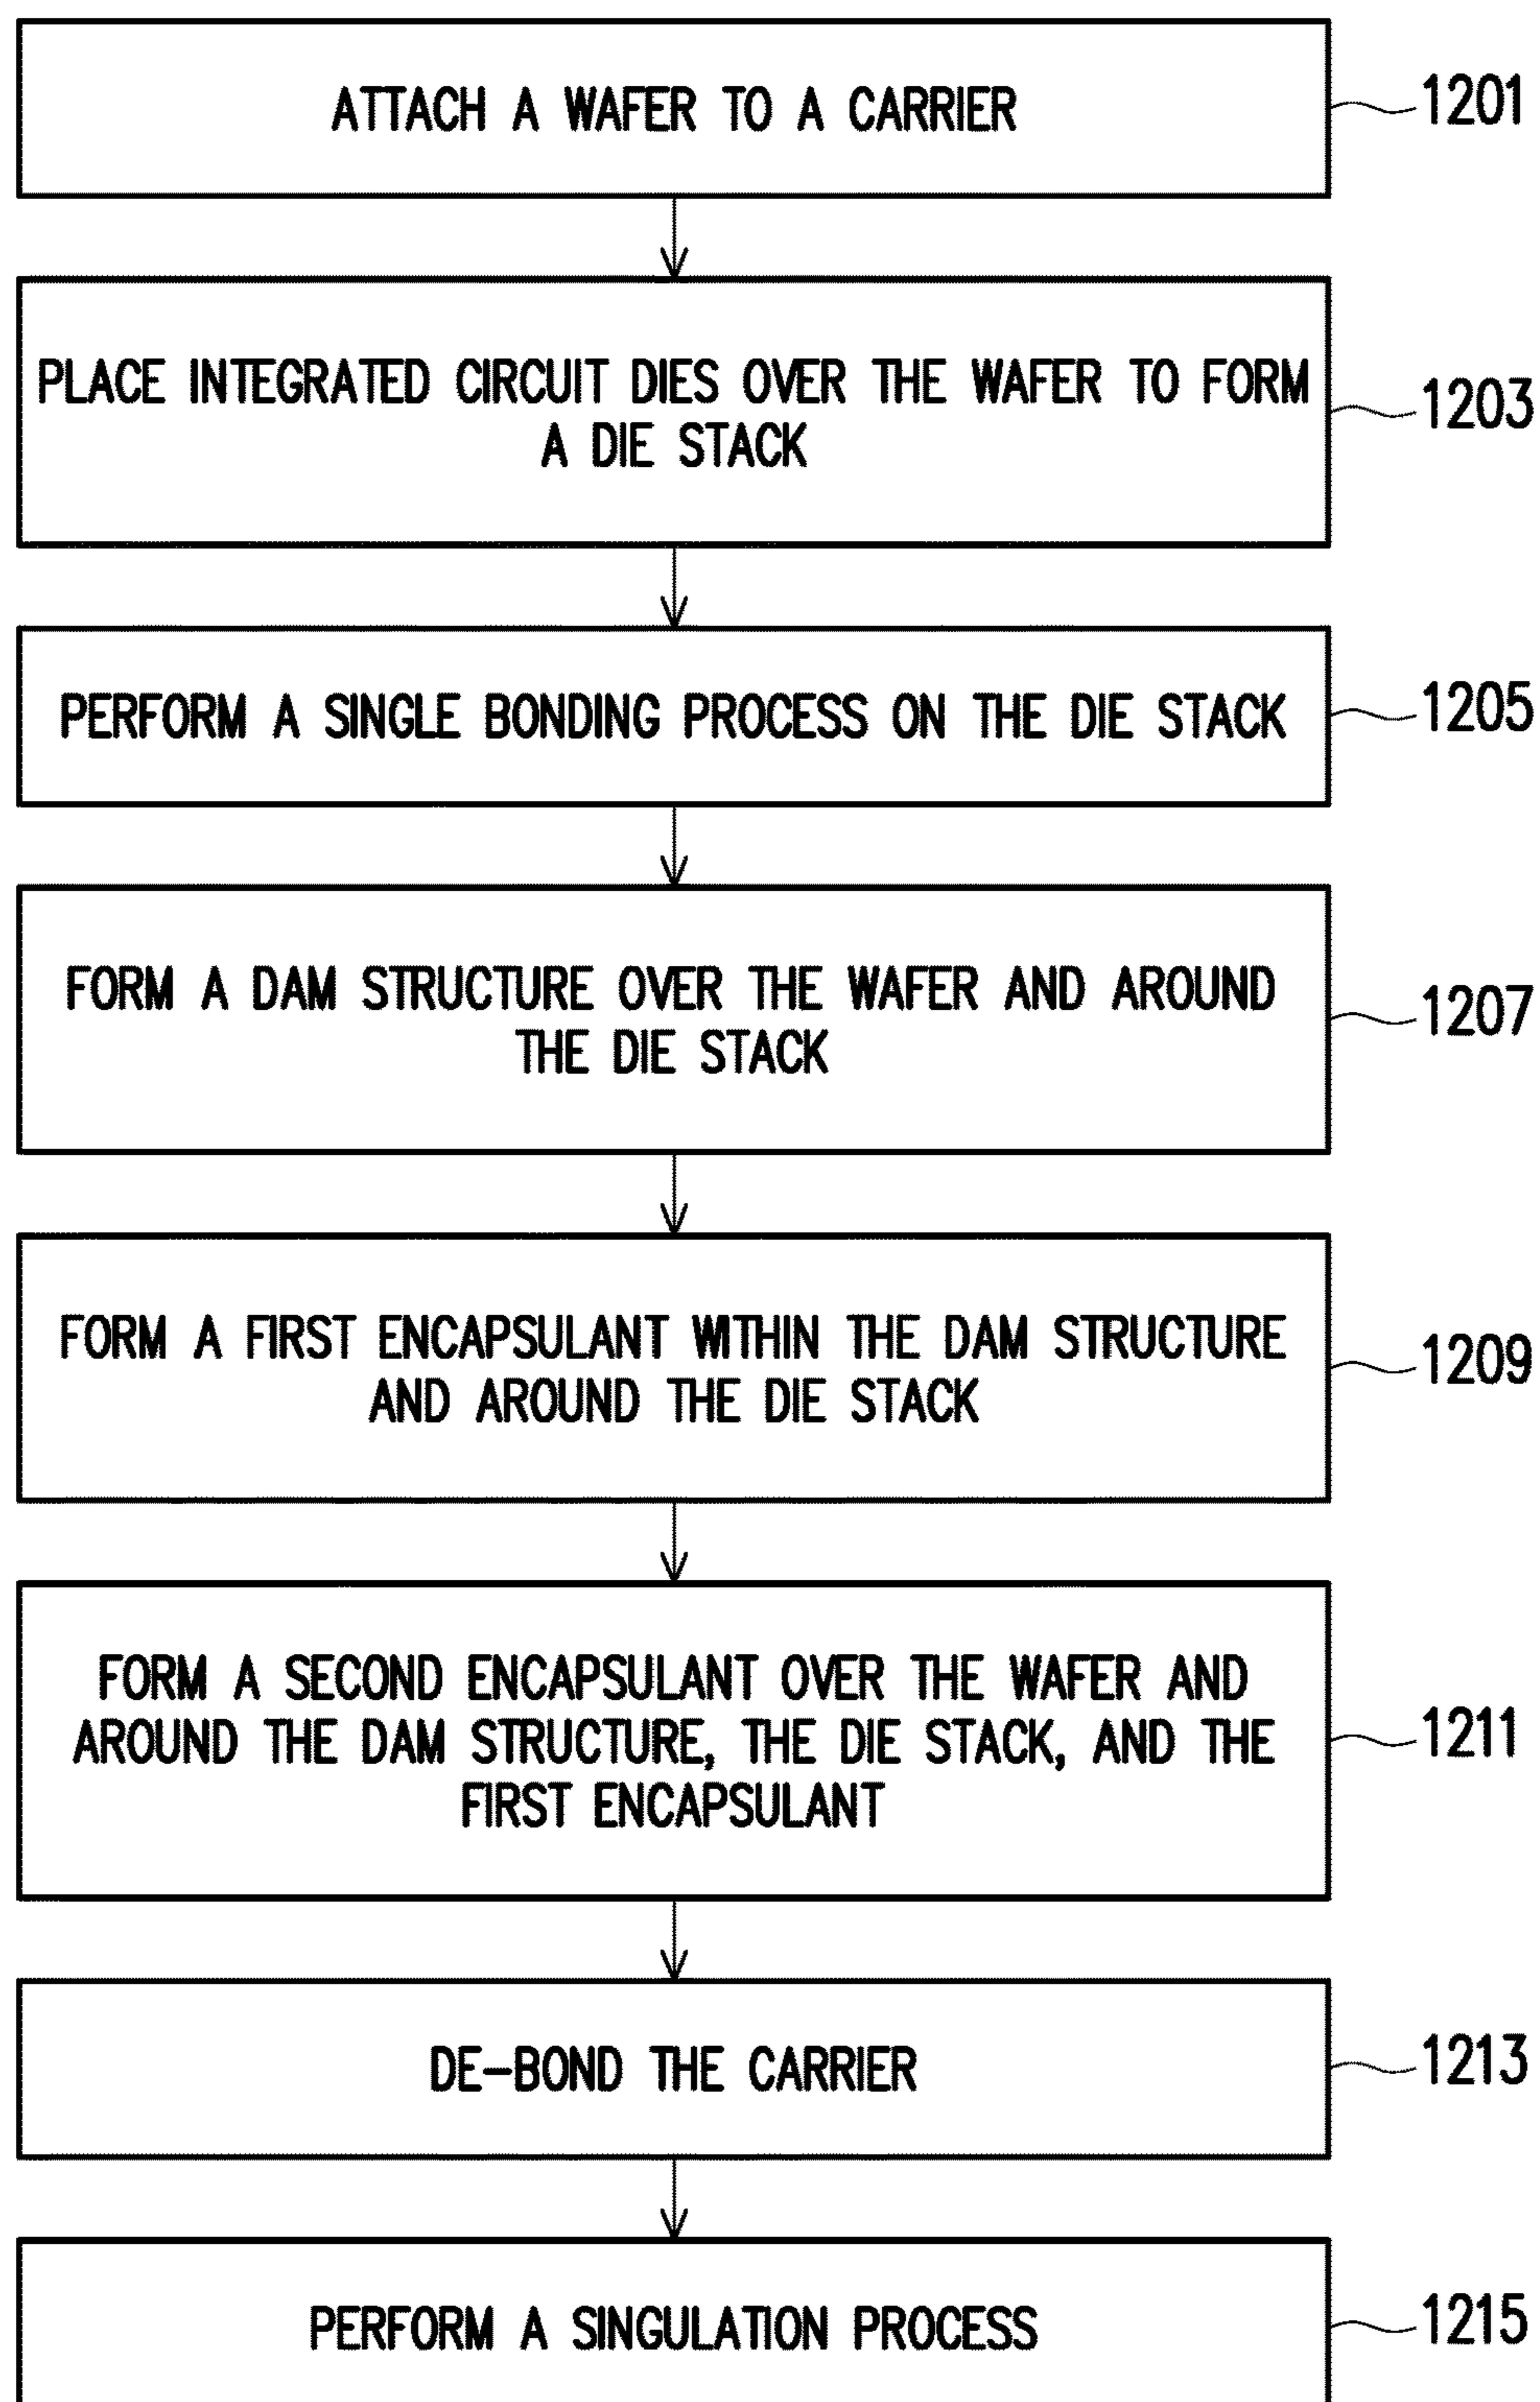 ATTACH A WAFER TO A CARRIER
1201
PLACE INTEGRATED CIRCUIT DIES OVER THE WAFER TO FORM
A DIE STACK
1203
PERFORM A SINGLE BONDING PROCESS ON THE DIE STACK
1205
FORM A DAM STRUCTURE OVER THE WAFER AND AROUND
THE DIE STACK
1207
FORM A FIRST ENCAPSULANT WITHIN THE DAM STRUCTURE
AND AROUND THE DIE STACK
1209
FORM A SECOND ENCAPSULANT OVER THE WAFER AND
AROUND THE DAM STRUCTURE, THE DIE STACK, AND THE
FIRST ENCAPSULANT
1211
DE-BOND THE CARRIER
1213
PERFORM A SINGULATION PROCESS
1215